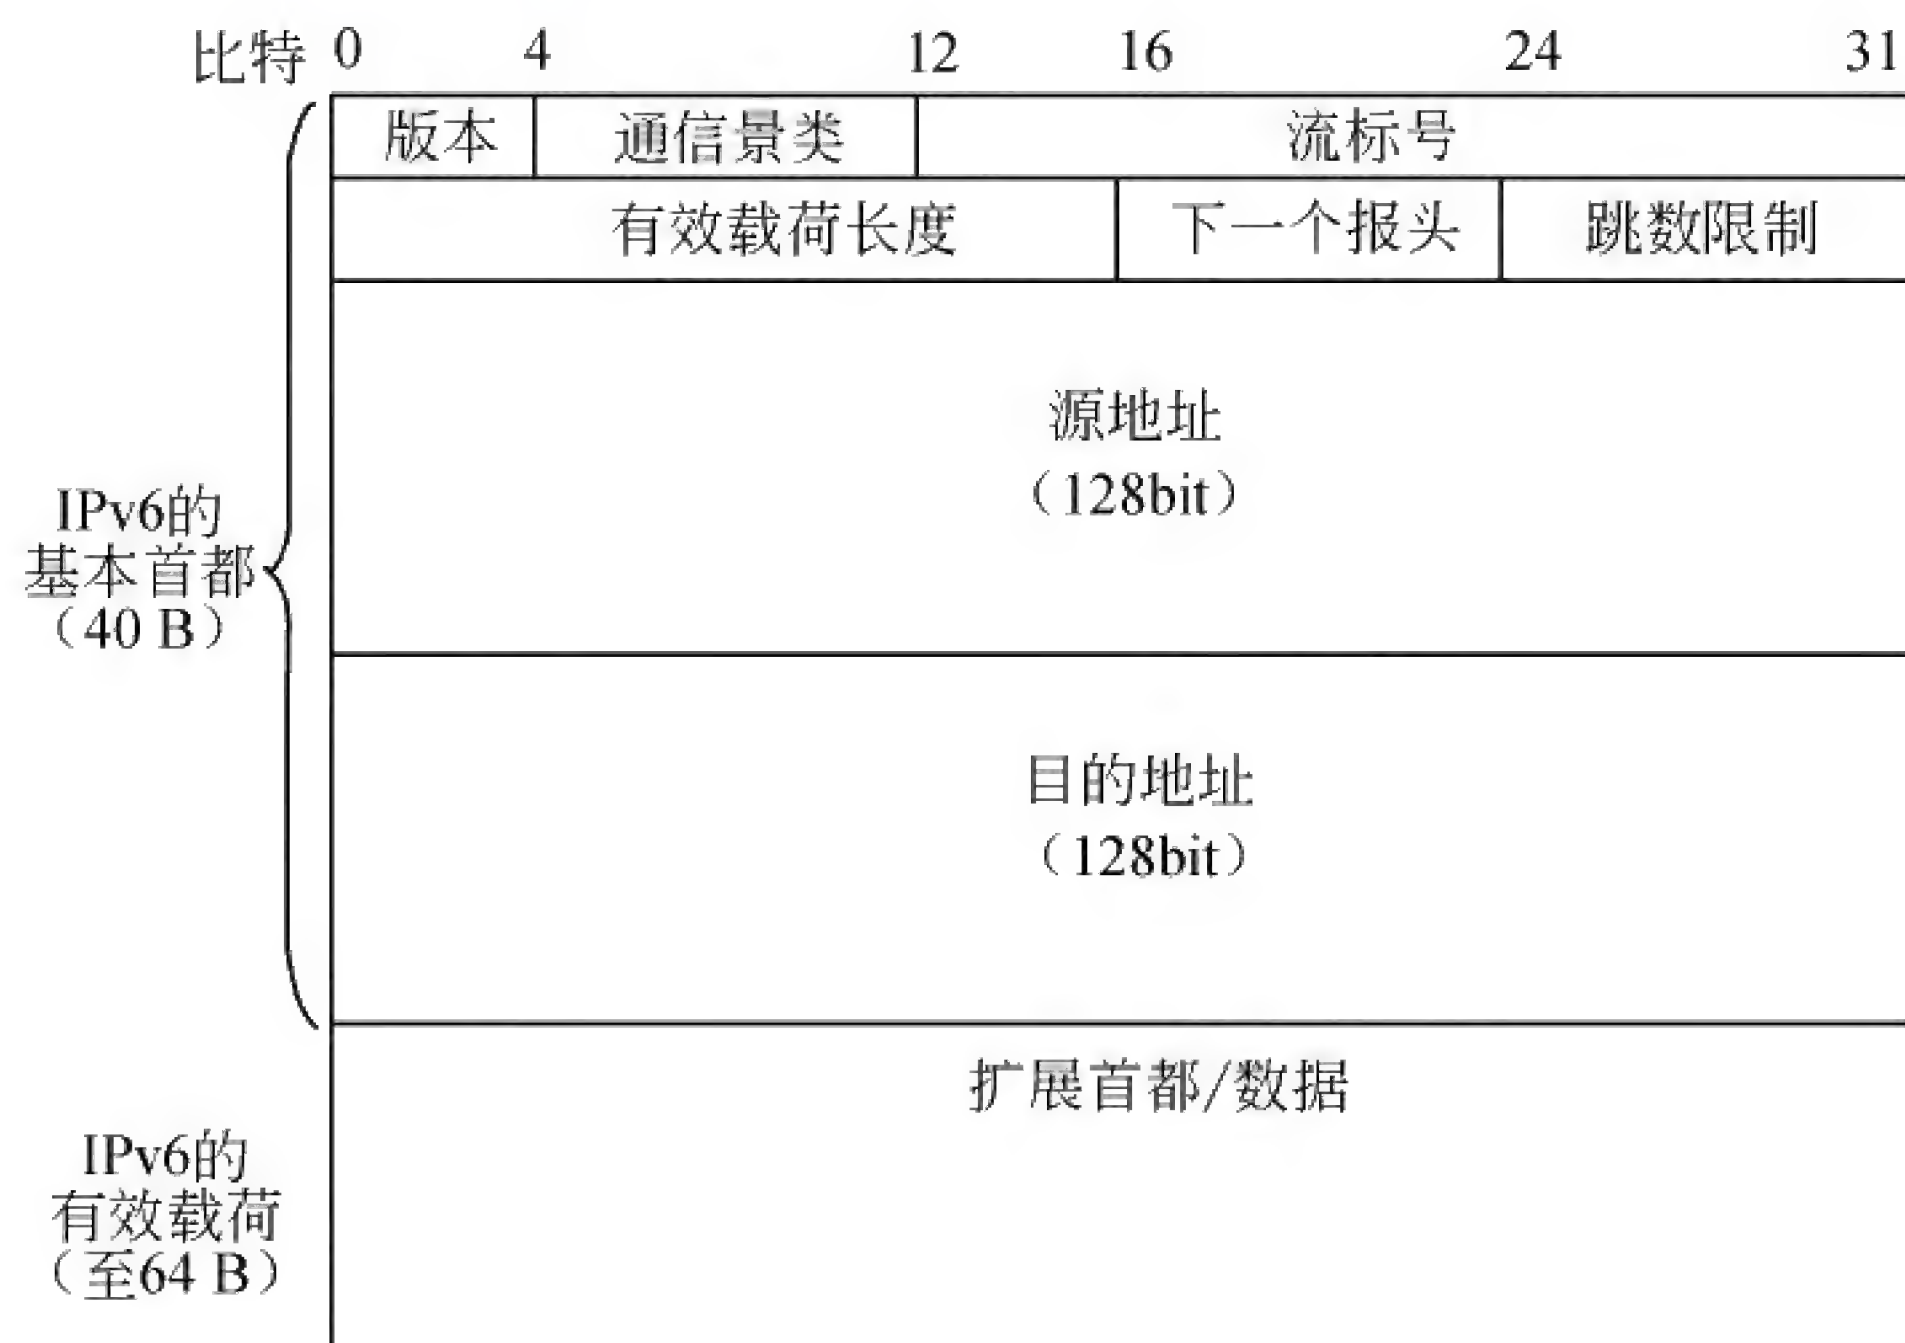 比特 0 4 12 16 24 31
版本 通信景类 流标号
有效载荷长度 下一个报头 跳数限制
源地址
（128bit）
IPv6的
基本首都
（40 B）
目的地址
（128bit）
扩展首都/数据
IPv6的
有效载荷
（至64 B）